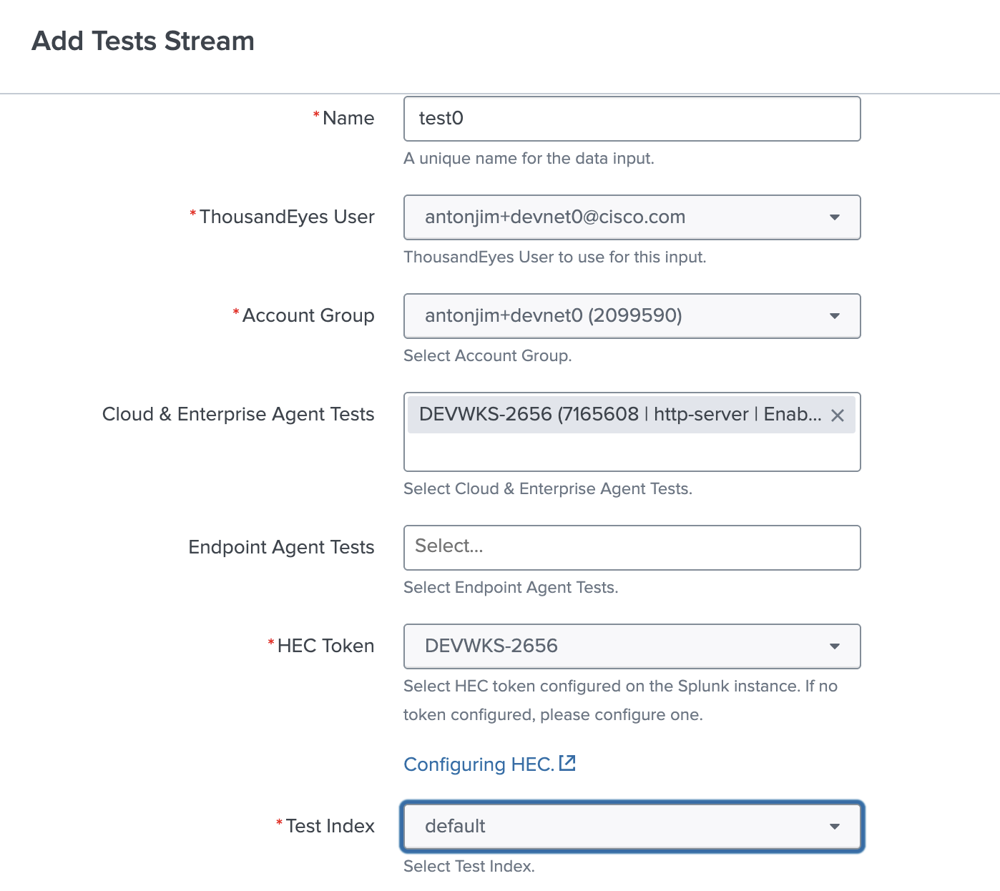 Add Tests Stream
*Name
test0
A unique name for the data input.
*ThousandEyes User
antonjim+devnet0@cisco.com
ThousandEyes User to use for this input.
*Account Group
antonjim+devnet0 (2099590)
Select Account Group.
Cloud & Enterprise Agent Tests
DEVWKS-2656 (7165608 | http-server | Enab...
Select Cloud & Enterprise Agent Tests.
Endpoint Agent Tests
Select...
Select Endpoint Agent Tests.
*HEC Token
DEVWKS-2656
Select HEC token configured on the Splunk instance. If no
token configured, please configure one.
Configuring HEC.
*Test Index
default
Select Test Index.